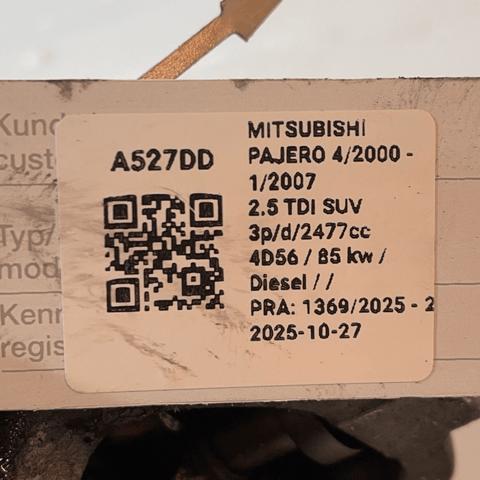 Kund
cust
Typ/
mod
Kenn
regis
A527DD
MITSUBISHI
PAJERO 4/2000 -
1/2007
2.5 TDI SUV
3p/d/2477cc
4D56 / 85 kw /
Diesel / /
PRA: 1369/2025 - 2
2025-10-27